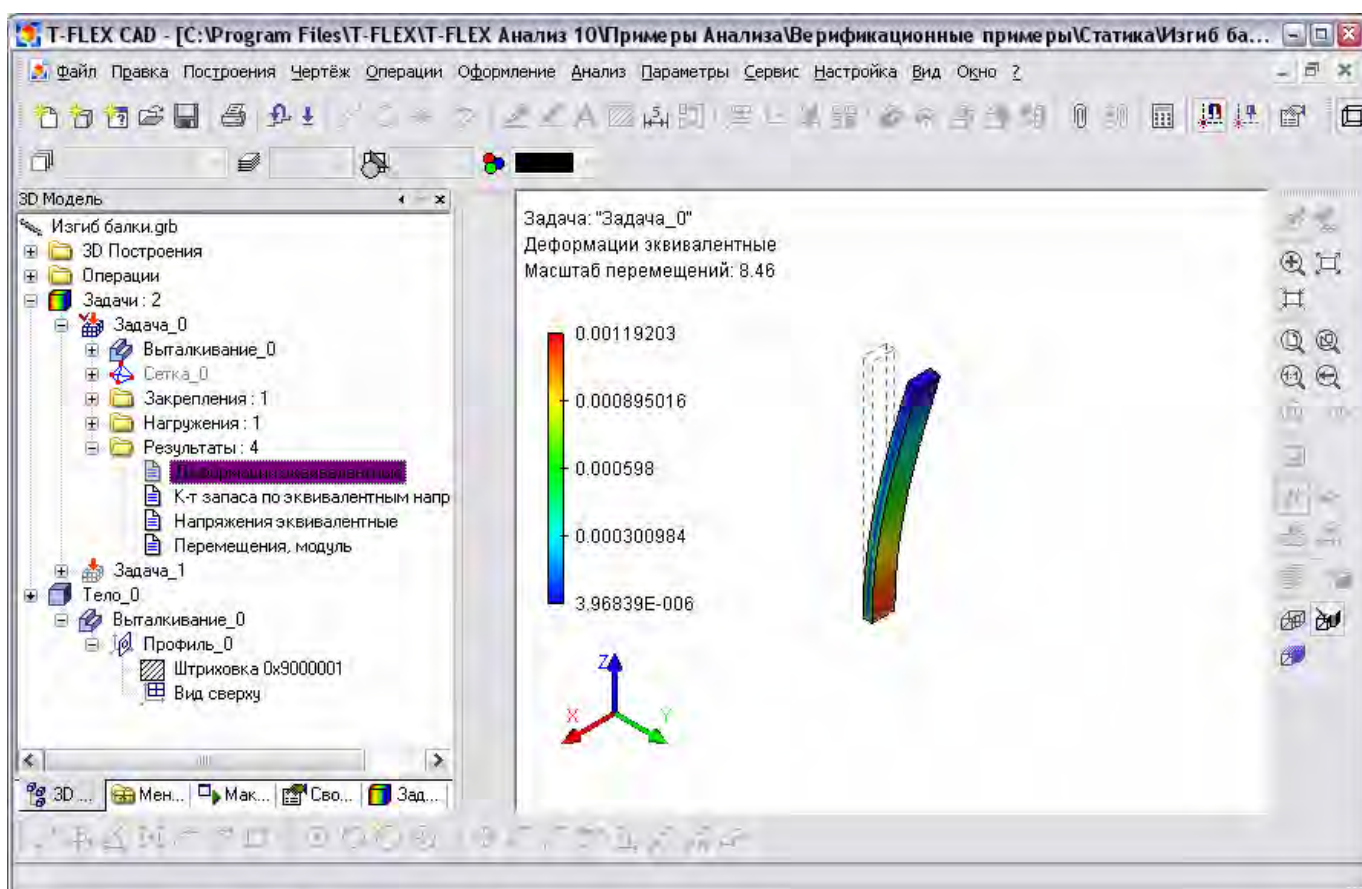 T-FLEX CAD - [C:\Program Files\T-FLEX\T-FLEX Анализ 10\Примеры Анализа\Верификационные примеры\Статика\Изгиб ба...
Файл Правка Построения Чертёж Операции Оформление Анализ Параметры Сервис Настройка Вид Окно ?
3D Модель
Изгиб балки.grb
3D Построения
Операции
Задачи : 2
Задача_0
Выталкивание_0
Сетка_0
Закрепления : 1
Нагружения : 1
Результаты : 4
Деформации эквивалентные
К-т запаса по эквивалентным напр
Напряжения эквивалентные
Перемещения, модуль
Задача_1
Тело_0
Выталкивание_0
Профиль_0
Штриховка 0x9000001
Вид сверху
3D ... Мен... Мак... Сво... Зад...
Задача: "Задача_0"
Деформации эквивалентные
Масштаб перемещений: 8.46
0.00119203
0.000895016
0.000598
0.000300984
3.96839E-006
Z
X Y